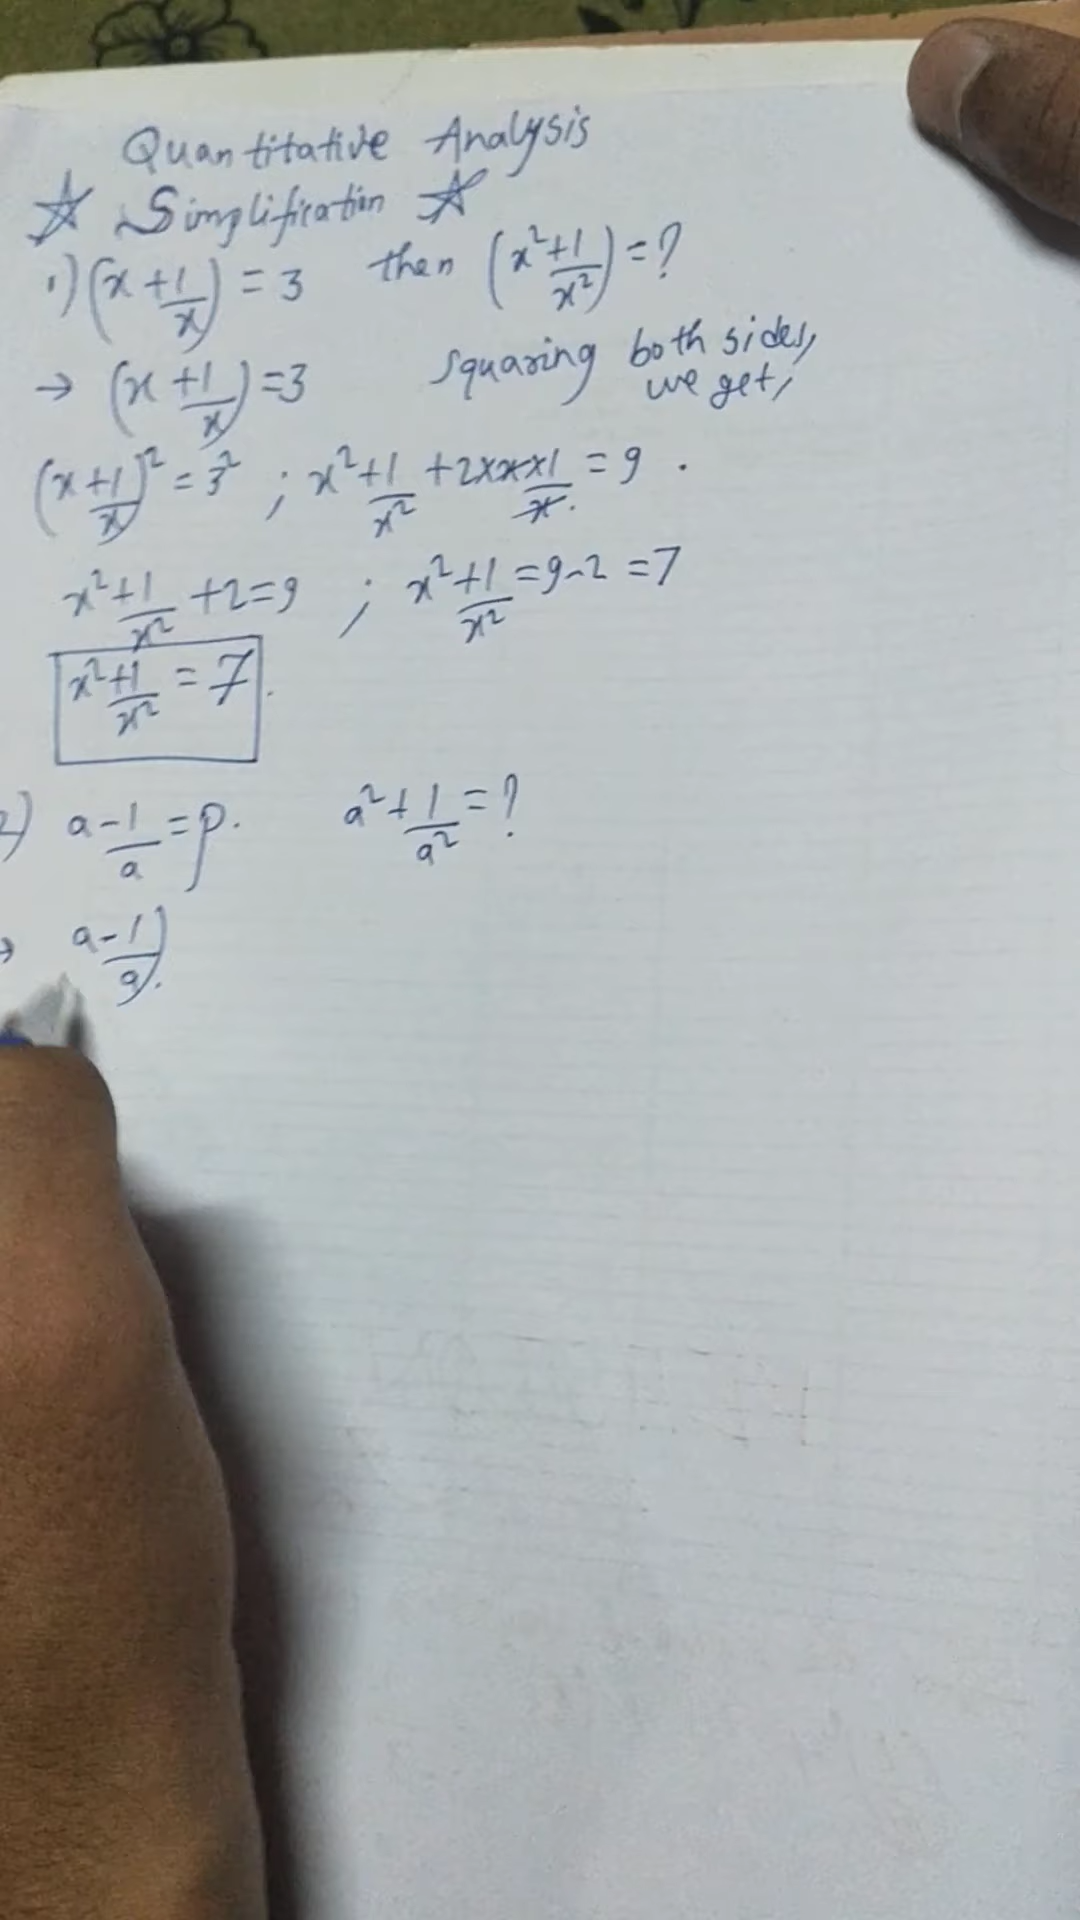 Quantitative Analysis
☆ Simplification ☆
1) (x + 1/x) = 3 then (x² + 1/x²) = ?
→ (x + 1/x) = 3 squaring both sides,
we get,
(x + 1/x)² = 3² ; x² + 1/x² + 2 × x × 1/x = 9 .
x² + 1/x² + 2 = 9 ; x² + 1/x² = 9 - 2 = 7
x² + 1/x² = 7 .
2) a - 1/a = p. a² + 1/a² = ?
→ a - 1/a)